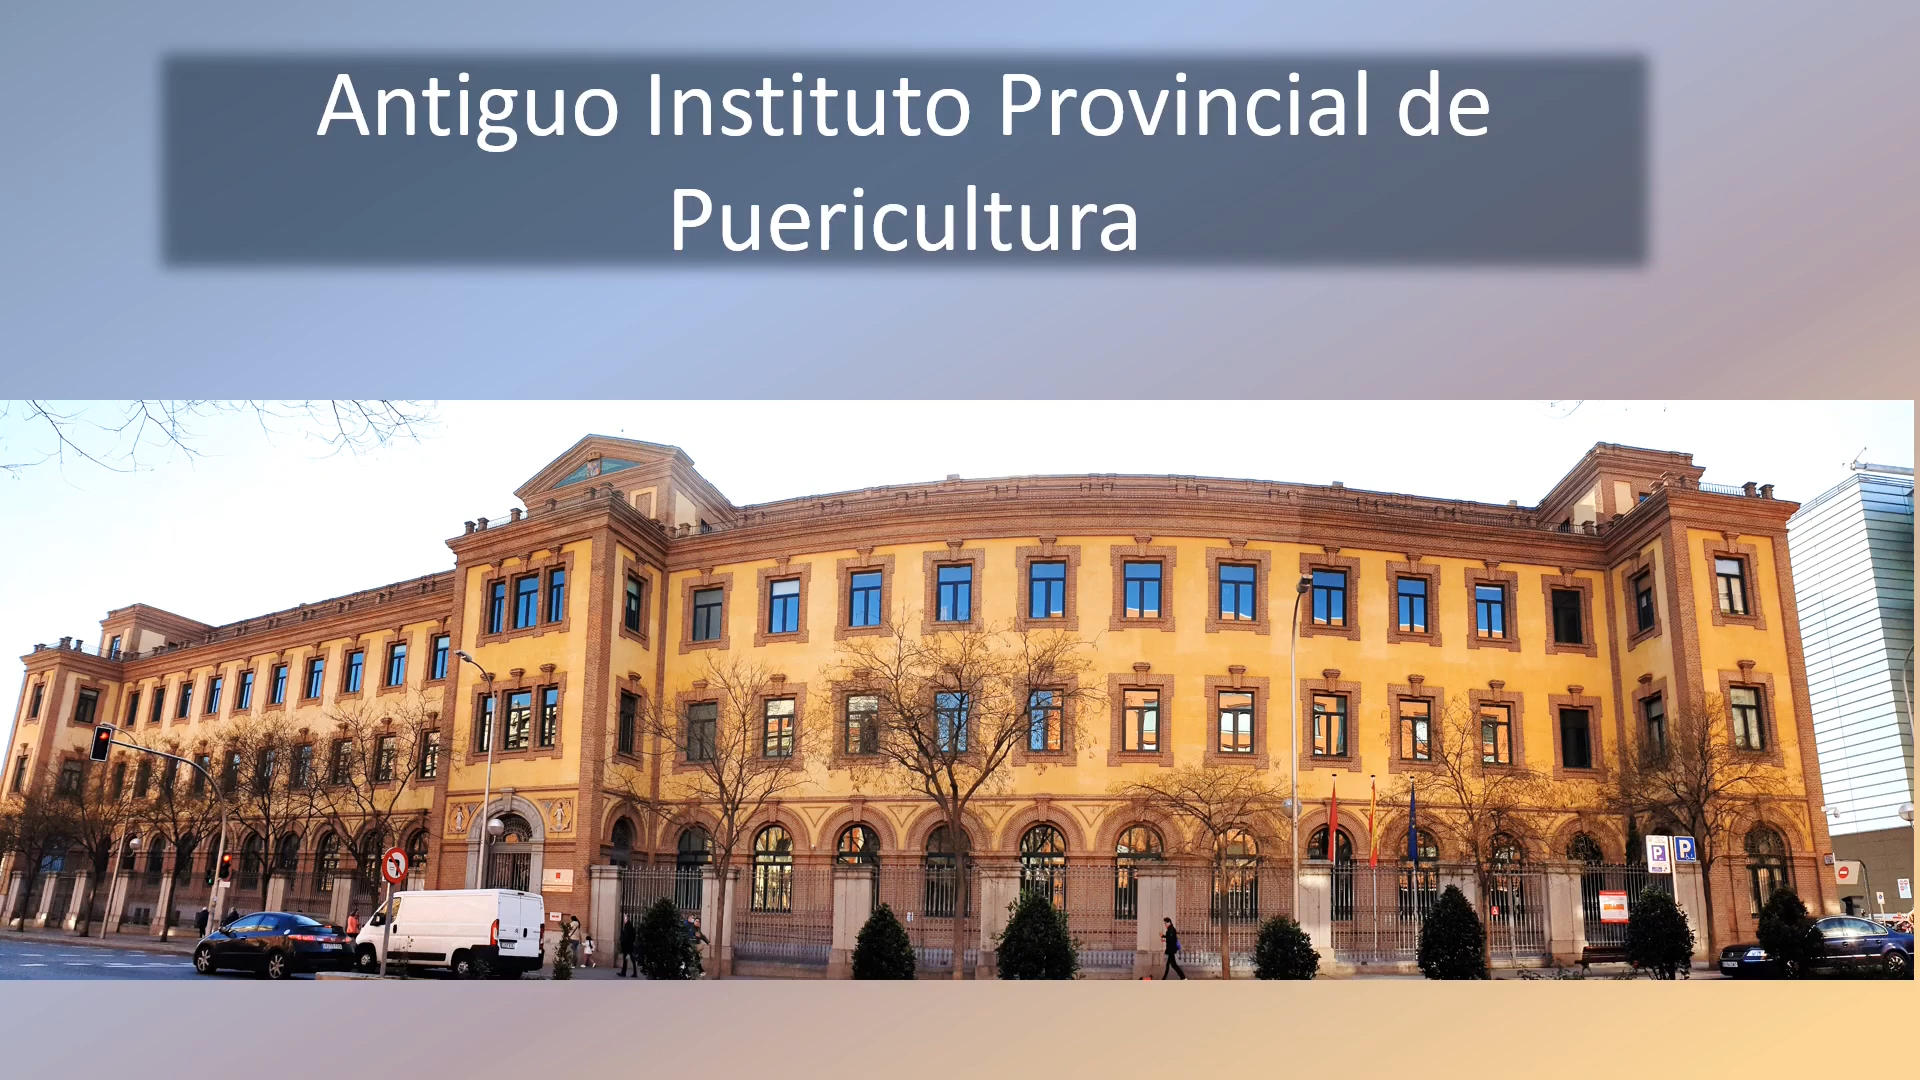 Antiguo Instituto Provincial de
Puericultura
P
P